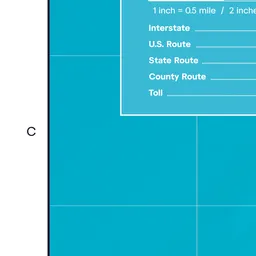 1 inch = 0.5 mile / 2 inche
Interstate
U.S. Route
State Route
County Route
Toll
C